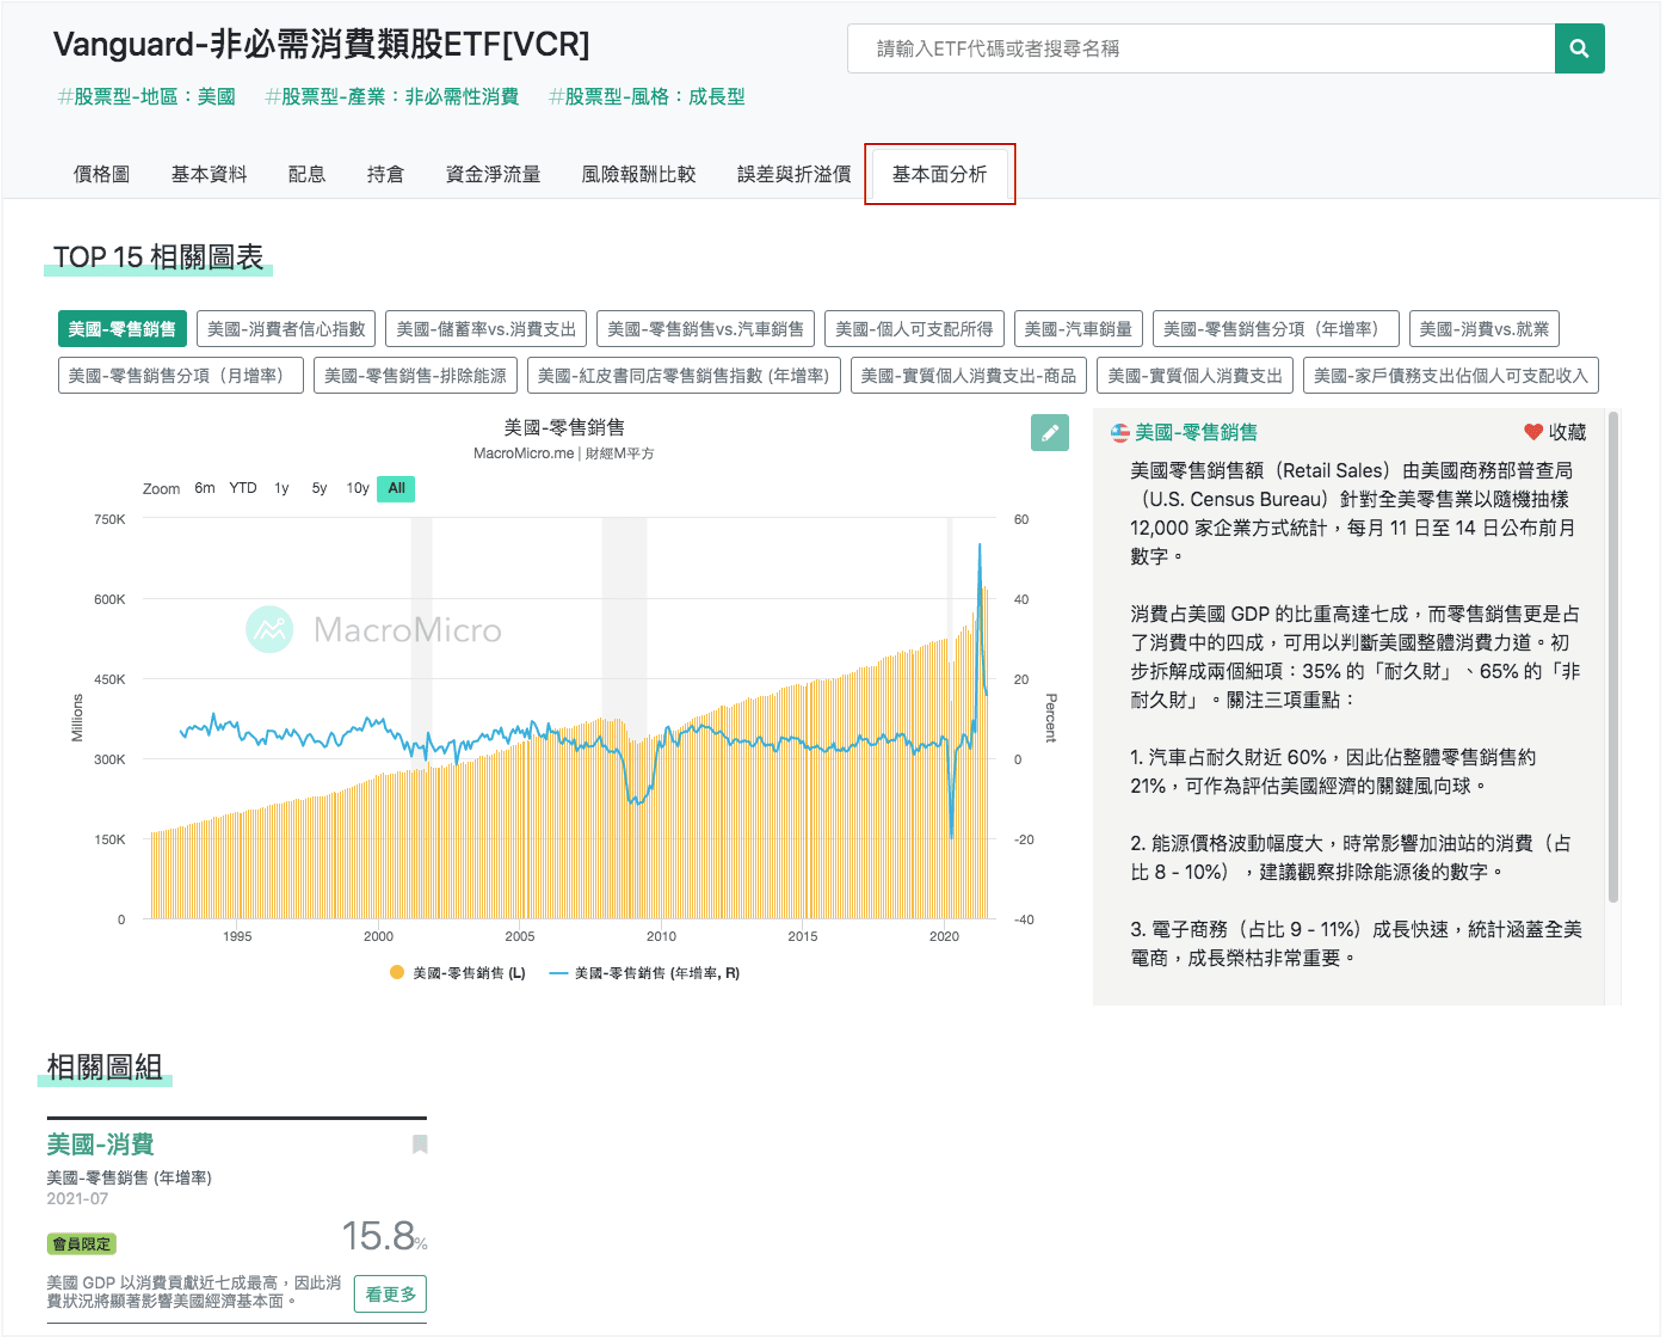 Vanguard-非必需消費類股ETF[VCR]
請輸入ETF代碼或者搜尋名稱
#股票型-地區：美國 #股票型-產業：非必需性消費 #股票型-風格：成長型
價格圖 基本資料 配息 持倉 資金淨流量 風險報酬比較 誤差與折溢價 基本面分析
TOP 15 相關圖表
美國-零售銷售 美國-消費者信心指數 美國-儲蓄率vs.消費支出 美國-零售銷售vs.汽車銷售 美國-個人可支配所得 美國-汽車銷量 美國-零售銷售分項（年增率） 美國-消費vs.就業
美國-零售銷售分項（月增率） 美國-零售銷售-排除能源 美國-紅皮書同店零售銷售指數 (年增率) 美國-實質個人消費支出-商品 美國-實質個人消費支出 美國-家戶債務支出佔個人可支配收入
美國-零售銷售
MacroMicro.me | 財經M平方
Zoom 6m YTD 1y 5y 10y All
750K
600K
450K
300K
150K
0
Millions
60
40
20
0
-20
-40
Percent
MacroMicro
1995 2000 2005 2010 2015 2020
美國-零售銷售 (L) 美國-零售銷售 (年增率, R)
美國-零售銷售 收藏
美國零售銷售額（Retail Sales）由美國商務部普查局
（U.S. Census Bureau）針對全美零售業以隨機抽樣
12,000 家企業方式統計，每月 11 日至 14 日公布前月
數字。
消費占美國 GDP 的比重高達七成，而零售銷售更是占
了消費中的四成，可用以判斷美國整體消費力道。初
步拆解成兩個細項：35% 的「耐久財」、65% 的「非
耐久財」。關注三項重點：
1. 汽車占耐久財近 60%，因此佔整體零售銷售約
21%，可作為評估美國經濟的關鍵風向球。
2. 能源價格波動幅度大，時常影響加油站的消費（占
比 8 - 10%），建議觀察排除能源後的數字。
3. 電子商務（占比 9 - 11%）成長快速，統計涵蓋全美
電商，成長榮枯非常重要。
相關圖組
美國-消費
美國-零售銷售 (年增率)
2021-07
會員限定
15.8%
美國 GDP 以消費貢獻近七成最高，因此消
費狀況將顯著影響美國經濟基本面。
看更多